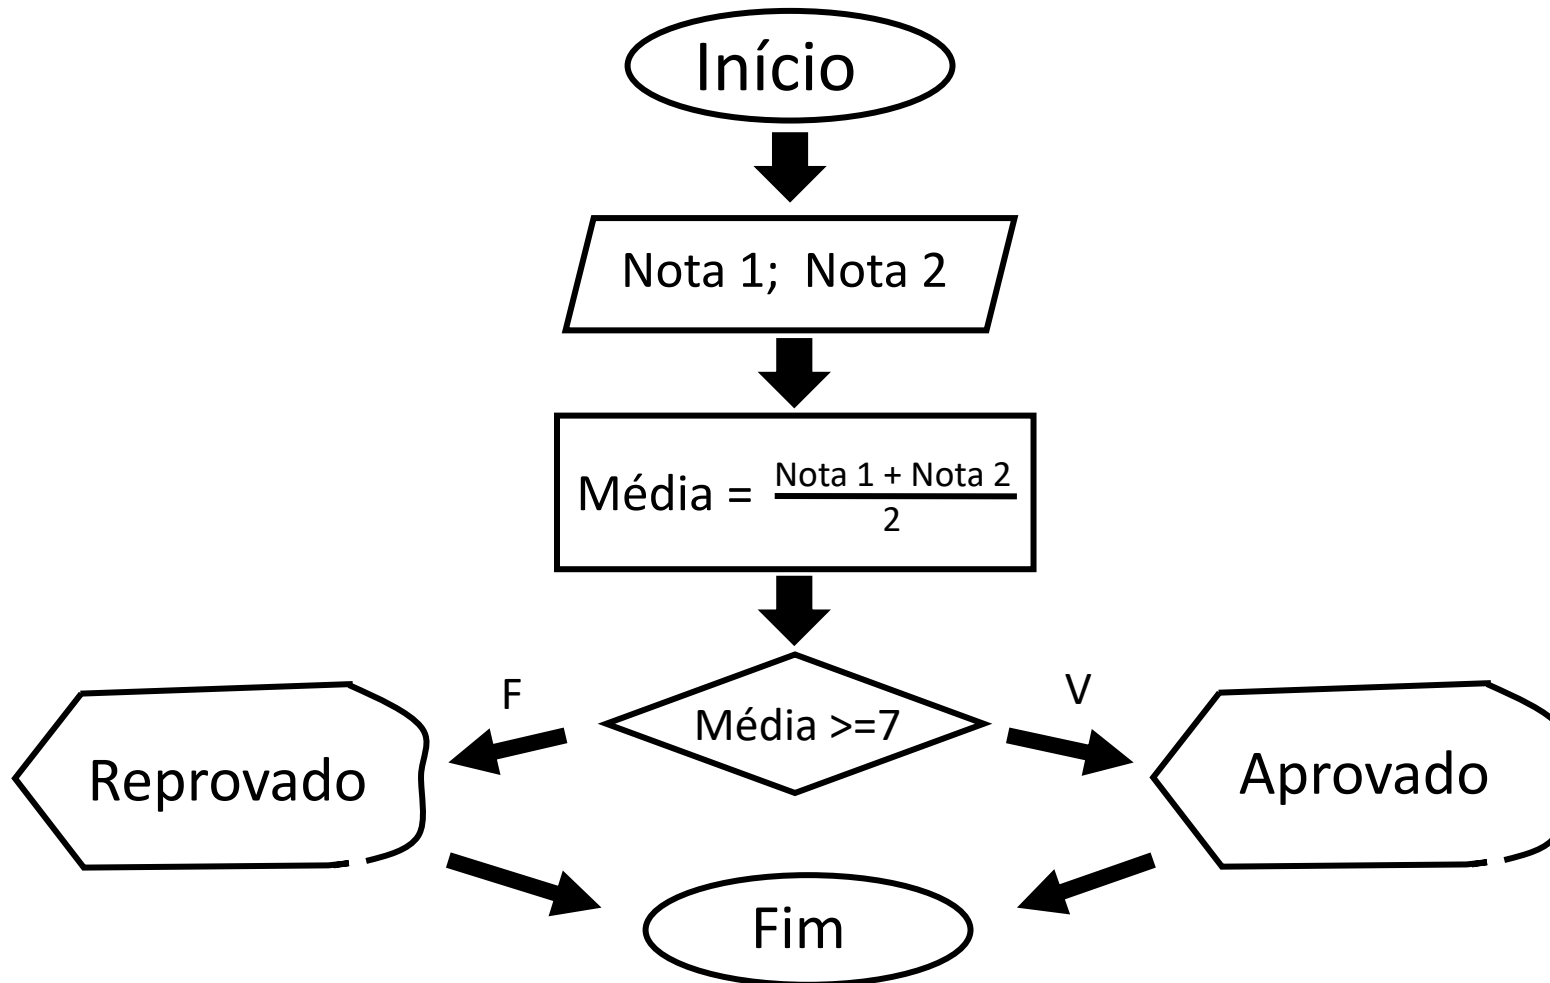 Início
Nota 1; Nota 2
Média = Nota 1 + Nota 2
2
F
V
Média >=7
Reprovado
Aprovado
Fim